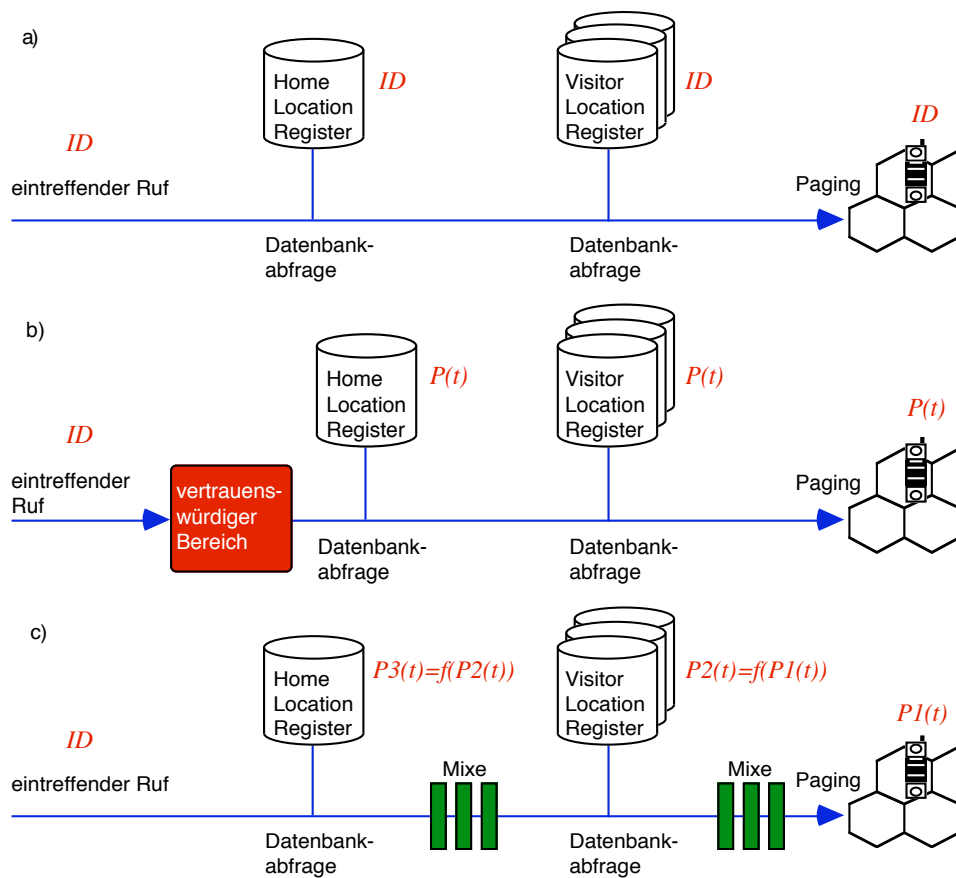 a)
Home
Location
Register
ID
Visitor
Location
Register
ID
ID
ID
eintreffender Ruf
Paging
Datenbank-
abfrage
Datenbank-
abfrage
b)
Home
Location
Register
P(t)
Visitor
Location
Register
P(t)
P(t)
ID
eintreffender
Ruf
vertrauens-
würdiger
Bereich
Paging
Datenbank-
abfrage
Datenbank-
abfrage
c)
Home
Location
Register
P3(t)=f(P2(t))
Visitor
Location
Register
P2(t)=f(P1(t))
P1(t)
ID
eintreffender Ruf
Mixe
Mixe
Paging
Datenbank-
abfrage
Datenbank-
abfrage